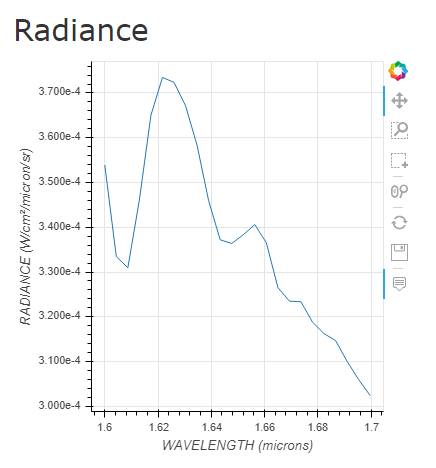 Radiance
3.700e-4
3.600e-4
3.500e-4
3.400e-4
3.300e-4
3.200e-4
3.100e-4
3.000e-4
RADIANCE (W/cm²/micron/sr)
1.6 1.62 1.64 1.66 1.68 1.7
WAVELENGTH (microns)